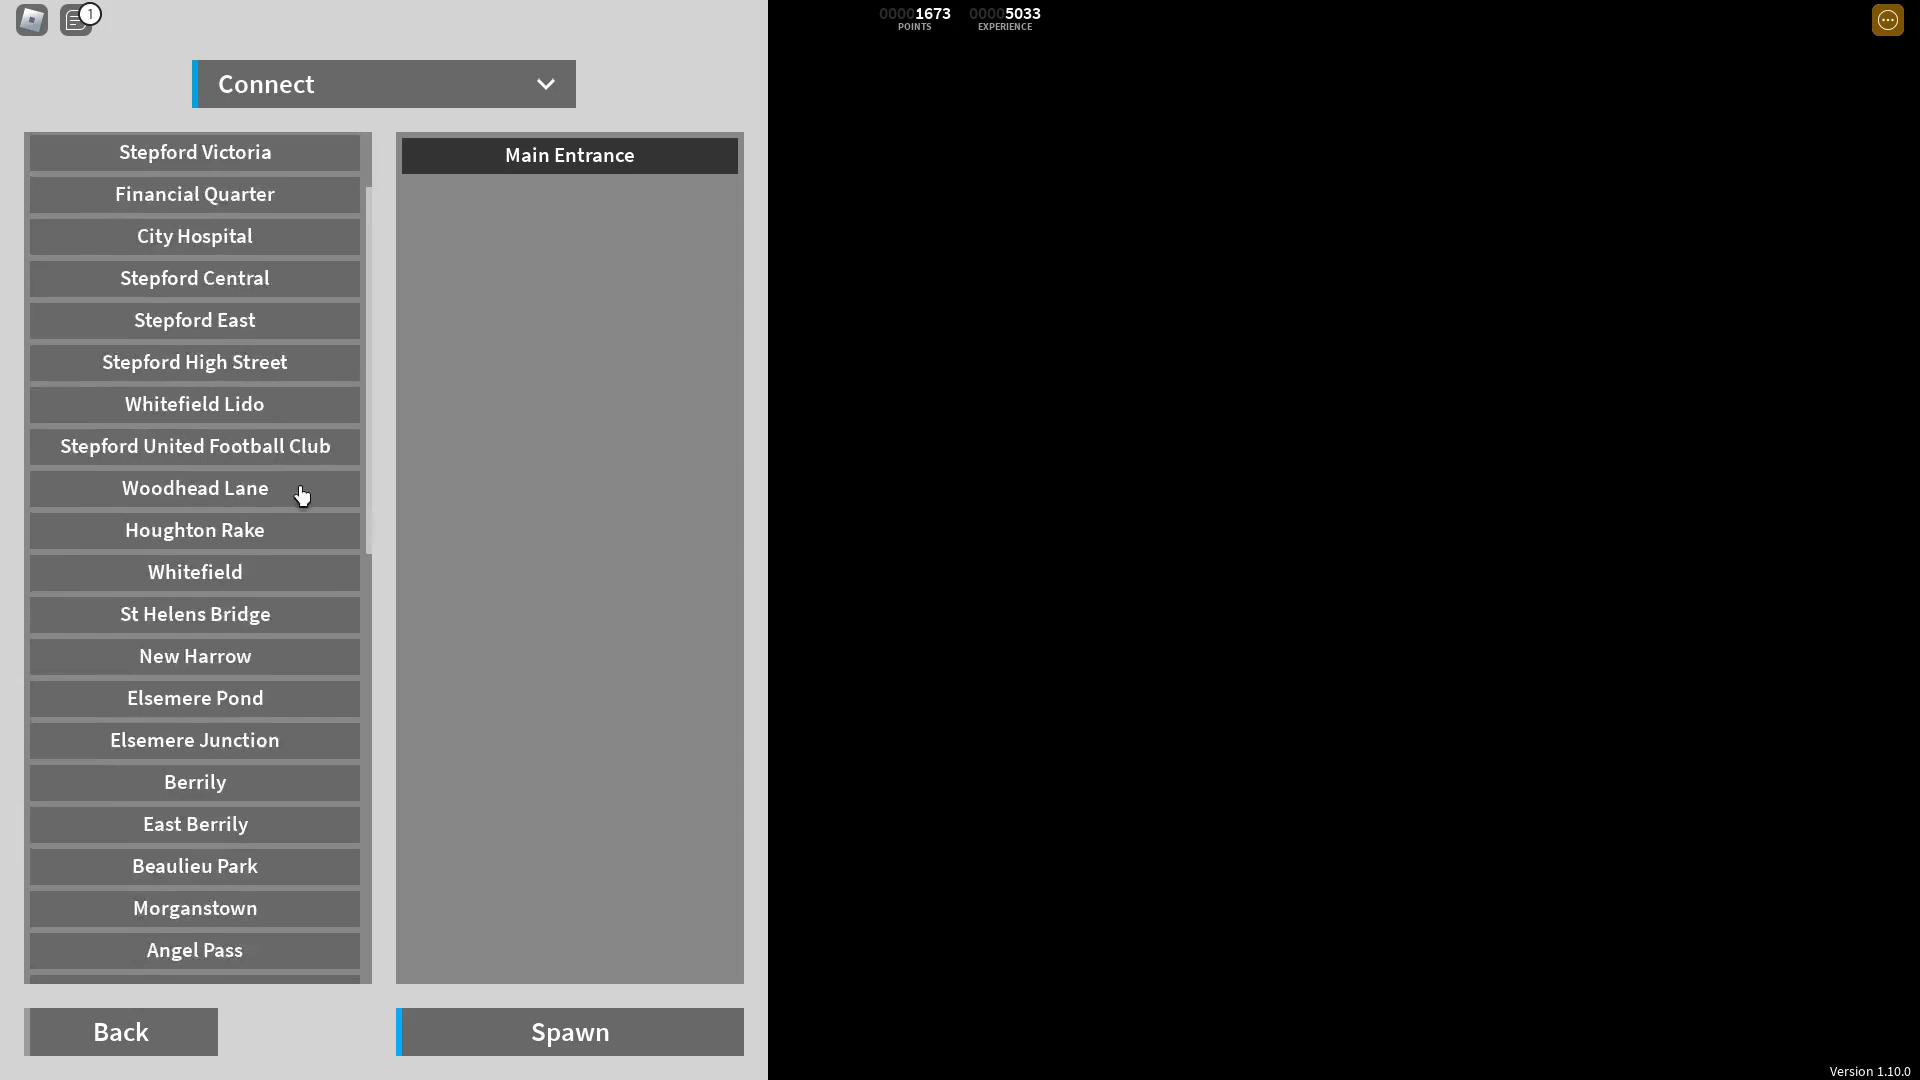 1
00001673
POINTS
00005033
EXPERIENCE
Connect
Stepford Victoria
Financial Quarter
City Hospital
Stepford Central
Stepford East
Stepford High Street
Whitefield Lido
Stepford United Football Club
Woodhead Lane
Houghton Rake
Whitefield
St Helens Bridge
New Harrow
Elsemere Pond
Elsemere Junction
Berrily
East Berrily
Beaulieu Park
Morganstown
Angel Pass
Main Entrance
Back
Spawn
Version 1.10.0